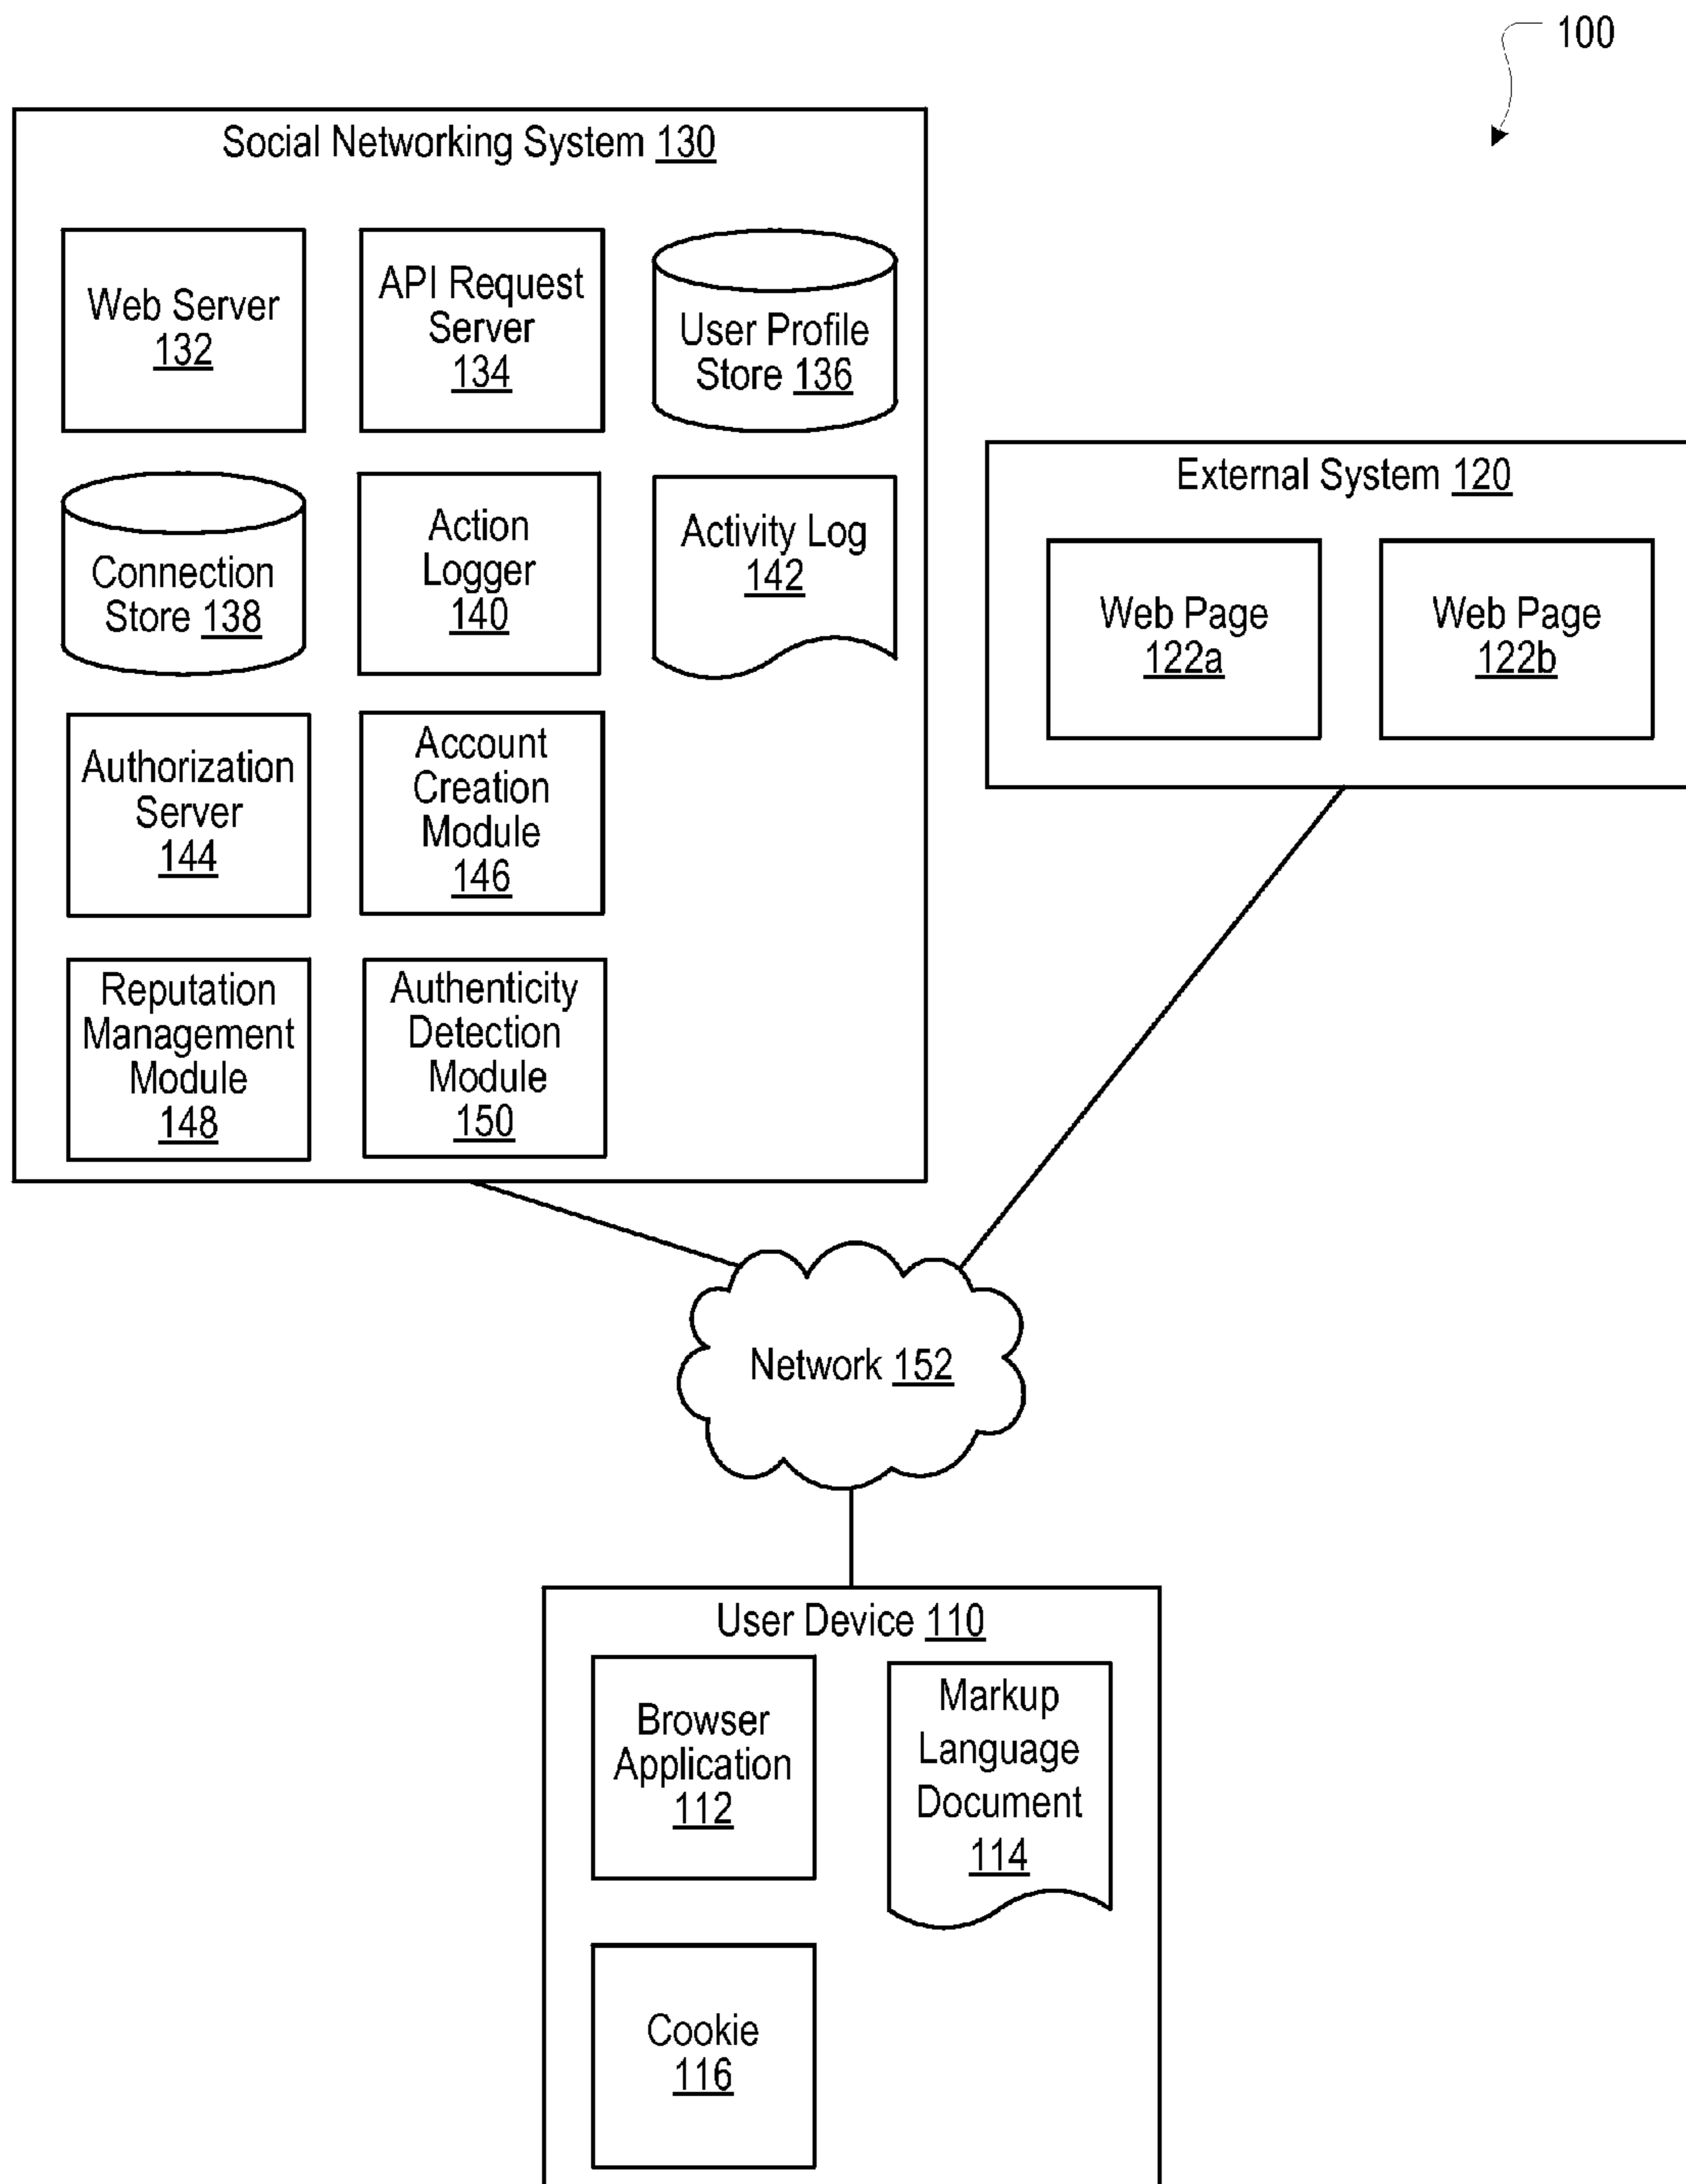 100
Social Networking System 130
Web Server
132
API Request
Server
134
User Profile
Store 136
Connection
Store 138
Action
Logger
140
Activity Log
142
Authorization
Server
144
Account
Creation
Module
146
Reputation
Management
Module
148
Authenticity
Detection
Module
150
External System 120
Web Page
122a
Web Page
122b
Network 152
User Device 110
Browser
Application
112
Markup
Language
Document
114
Cookie
116